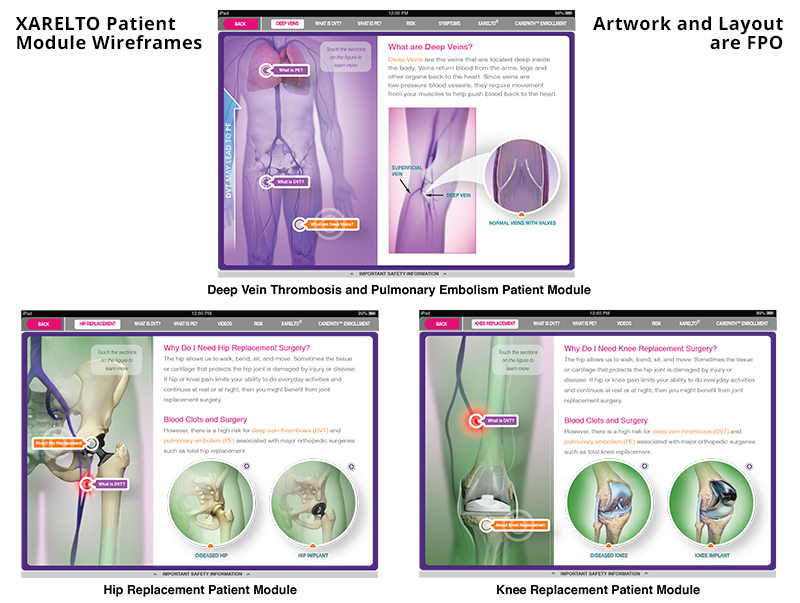 XARELTO Patient
Module Wireframes
Artwork and Layout
are FPO
iPad 12:00 PM 99%
BACK DEEP VEINS WHAT IS DVT? WHAT IS PE? RISK SYMPTOMS XARELTO® CAREPATH™ ENROLLMENT
Touch the sections
on the figure to
learn more
What is PE?
DVT MAY LEAD TO PE
What is DVT?
What are Deep Veins?
What are Deep Veins?
Deep Veins are the veins that are located deep inside
the body. Veins return blood from the arms, legs and
other organs back to the heart. Since veins are
low-pressure blood vessels, they require movement
from your muscles to help push blood back to the heart.
SUPERFICIAL
VEIN
DEEP VEIN
NORMAL VEINS WITH VALVES
IMPORTANT SAFETY INFORMATION
Deep Vein Thrombosis and Pulmonary Embolism Patient Module
iPad 12:00 PM 99%
BACK HIP REPLACEMENT WHAT IS DVT? WHAT IS PE? VIDEOS RISK XARELTO® CAREPATH™ ENROLLMENT
Touch the sections
on the figure to
learn more
About Hip Replacement
What is DVT?
Why Do I Need Hip Replacement Surgery?
The hip allows us to walk, bend, sit, and move. Sometimes the tissue
or cartilage that protects the hip joint is damaged by injury or disease.
If hip or knee pain limits your ability to do everyday activities and
continues at rest or at night, then you might benefit from joint
replacement surgery.
Blood Clots and Surgery
However, there is a high risk for deep vein thrombosis (DVT) and
pulmonary embolism (PE) associated with major orthopedic surgeries
such as total hip replacement.
DISEASED HIP
HIP IMPLANT
IMPORTANT SAFETY INFORMATION
Hip Replacement Patient Module
iPad 12:00 PM 99%
BACK KNEE REPLACEMENT WHAT IS DVT? WHAT IS PE? VIDEOS RISK XARELTO® CAREPATH™ ENROLLMENT
Touch the sections
on the figure to
learn more
What is DVT?
About Knee Replacement
Why Do I Need Knee Replacement Surgery?
The hip allows us to walk, bend, sit, and move. Sometimes the tissue
or cartilage that protects the hip joint is damaged by injury or disease.
If hip or knee pain limits your ability to do everyday activities and
continues at rest or at night, then you might benefit from joint
replacement surgery.
Blood Clots and Surgery
However, there is a high risk for deep vein thrombosis (DVT) and
pulmonary embolism (PE) associated with major orthopedic surgeries
such as total knee replacement.
DISEASED KNEE
KNEE IMPLANT
IMPORTANT SAFETY INFORMATION
Knee Replacement Patient Module